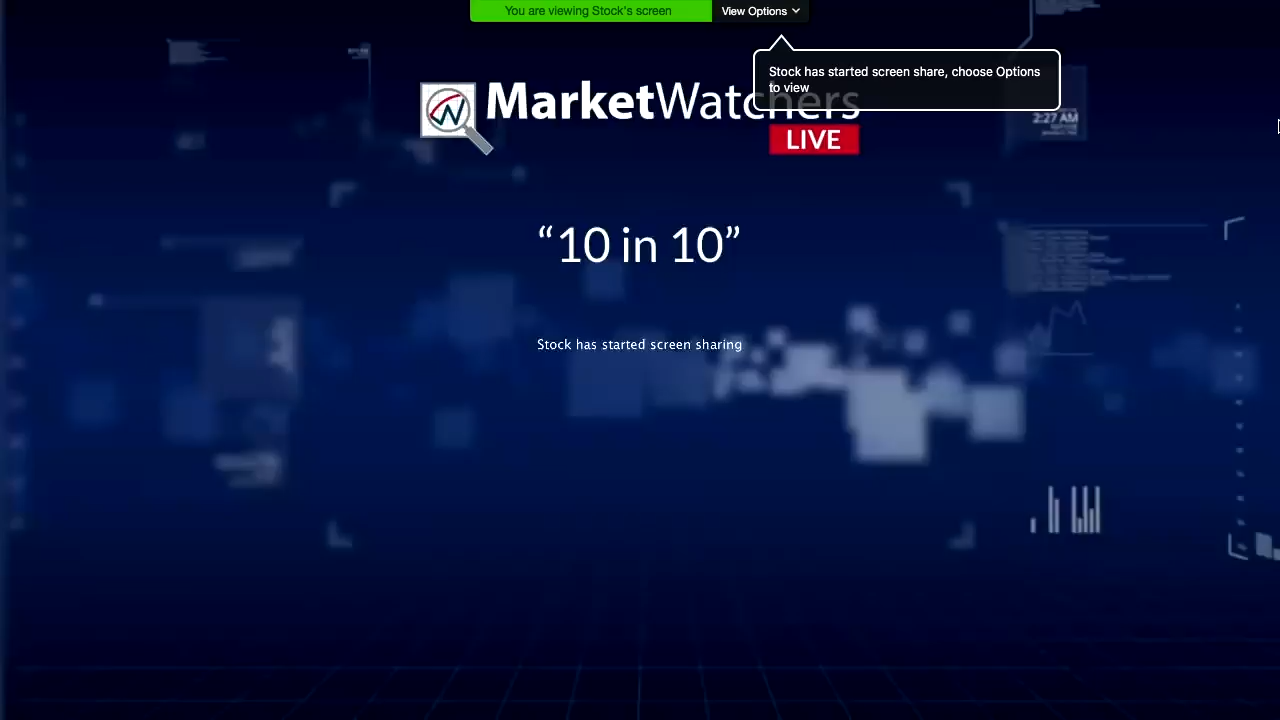 You are viewing Stock's screen
View Options
Stock has started screen share, choose Options
to view
MarketWatchers
LIVE
2:27 AM
“10 in 10”
Stock has started screen sharing